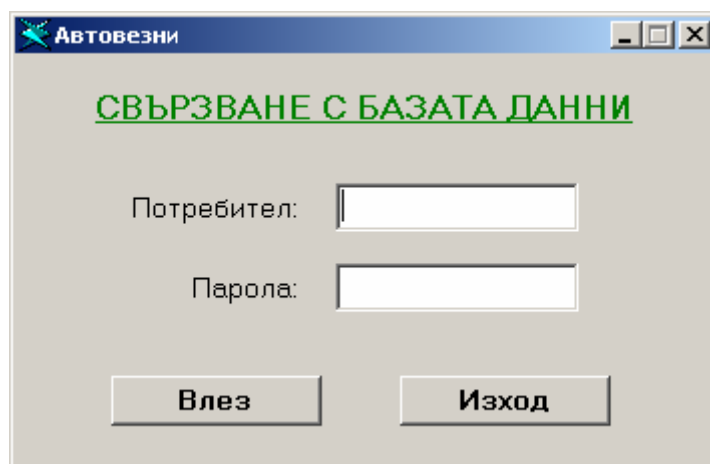 Автовезни
СВЪРЗВАНЕ С БАЗАТА ДАННИ
Потребител:
Парола:
Влез Изход